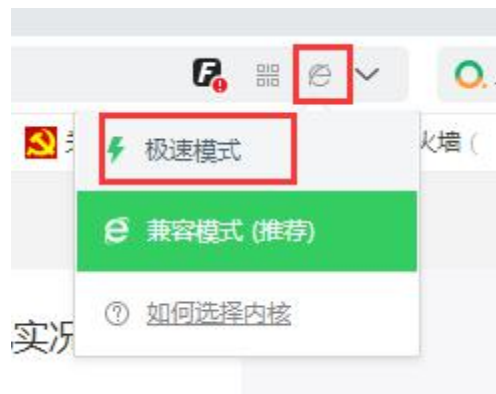 极速模式
火墙（
兼容模式 (推荐)
如何选择内核
实况